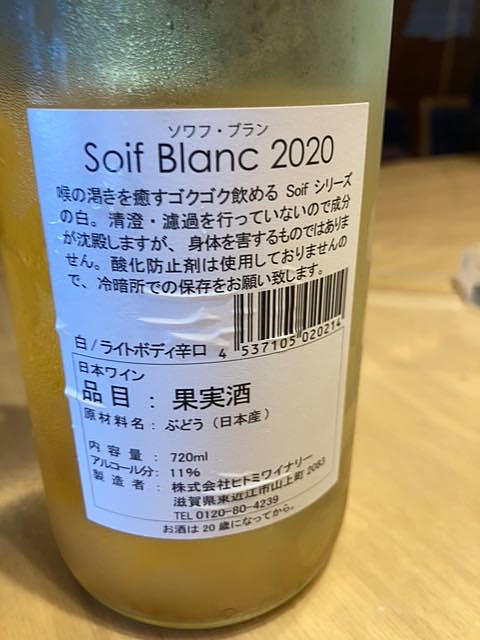 ソワフ・ブラン
Soif Blanc 2020
喉の渇きを癒すゴクゴク飲める Soif シリーズ
の白。清澄・濾過を行っていないので成分
が沈殿しますが、身体を害するものではありま
せん。酸化防止剤は使用しておりませんの
で、冷暗所での保存をお願い致します。
白/ライトボディ辛口
4 537105 020214
日本ワイン
品目 : 果実酒
原材料名 : ぶどう (日本産)
内容量 : 720ml
アルコール分 : 11%
製造者 : 株式会社ヒトミワイナリー
滋賀県東近江市山上町 2083
TEL 0120-80-4239
お酒は 20 歳になってから。